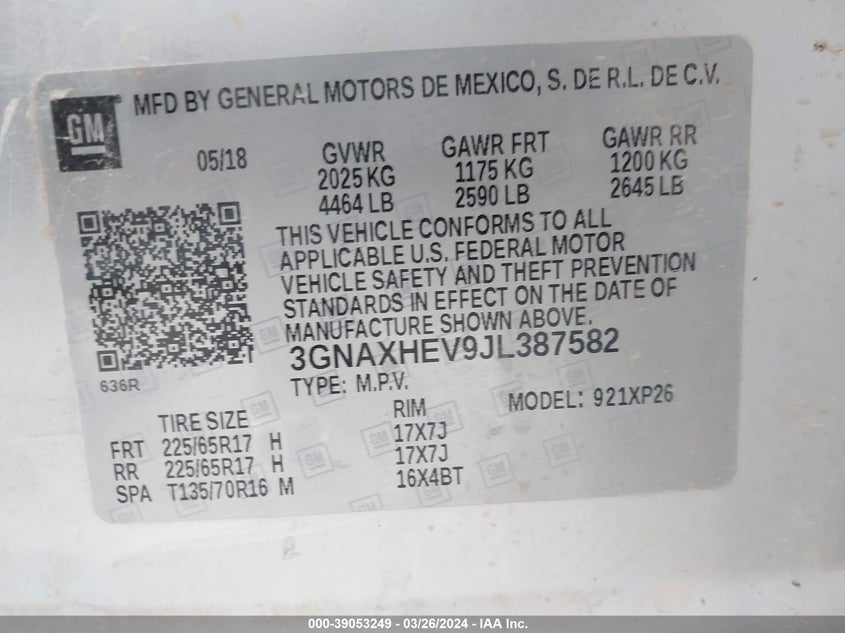 GM
MFD BY GENERAL MOTORS DE MEXICO, S. DE R.L. DE C.V.
05/18
GVWR
2025 KG
4464 LB
GAWR FRT
1175 KG
2590 LB
GAWR RR
1200 KG
2645 LB
THIS VEHICLE CONFORMS TO ALL
APPLICABLE U.S. FEDERAL MOTOR
VEHICLE SAFETY AND THEFT PREVENTION
STANDARDS IN EFFECT ON THE DATE OF
MANUFACTURE SHOWN ABOVE.
3GNAXHEV9JL387582
636R
TYPE: M.P.V.
MODEL: 921XP26
TIRE SIZE RIM
FRT 225/65R17 H 17X7J
RR 225/65R17 H 17X7J
SPA T135/70R16 M 16X4BT
000-39053249 - 03/26/2024 - IAA Inc.